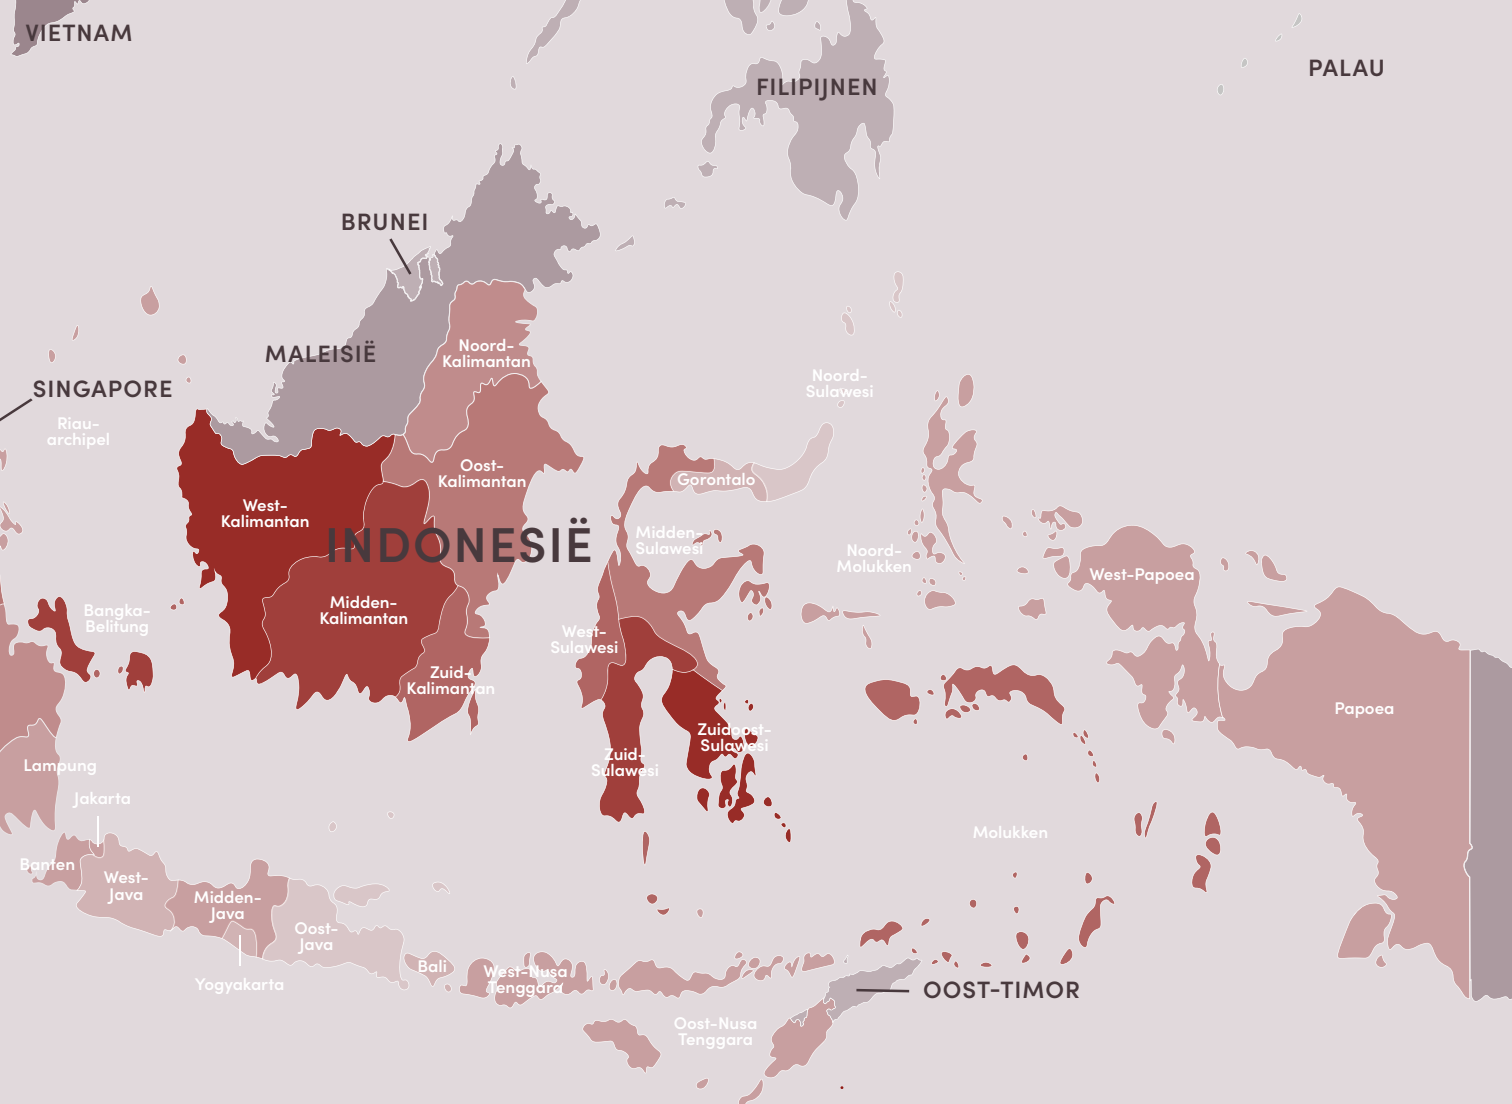 VIETNAM
FILIPIJNEN
PALAU
BRUNEI
MALEISIË
Noord-
Kalimantan
SINGAPORE
Noord-
Sulawesi
Riau-
archipel
Oost-
Kalimantan
Gorontalo
West-
Kalimantan
INDONESIË
Midden-
Sulawesi
Noord-
Molukken
West-Papoea
Bangka-
Belitung
Midden-
Kalimantan
West-
Sulawesi
Zuid-
Kalimantan
Papoea
Zuidoost-
Sulawesi
Zuid-
Sulawesi
Lampung
Jakarta
Molukken
Banten
West-
Java
Midden-
Java
Oost-
Java
Bali
West-Nusa
Tenggara
Yogyakarta
OOST-TIMOR
Oost-Nusa
Tenggara